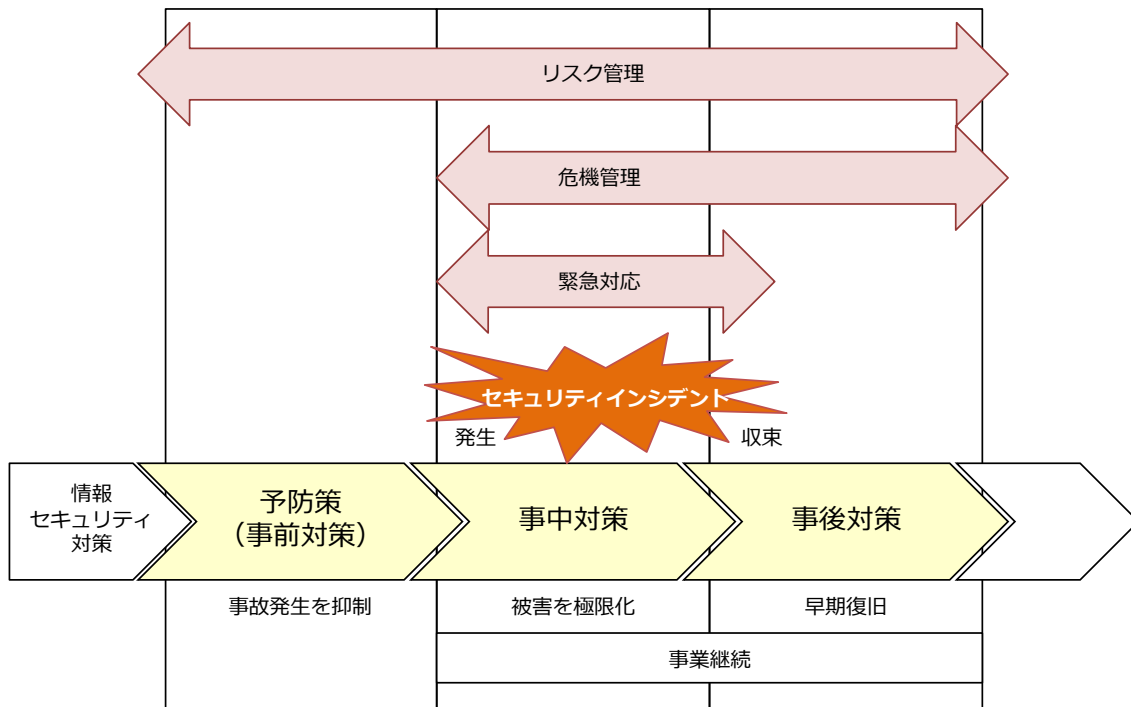 リスク管理
危機管理
緊急対応
セキュリティインシデント
発生
収束
情報
セキュリティ
対策
予防策
（事前対策）
事中対策
事後対策
事故発生を抑制
被害を極限化
早期復旧
事業継続